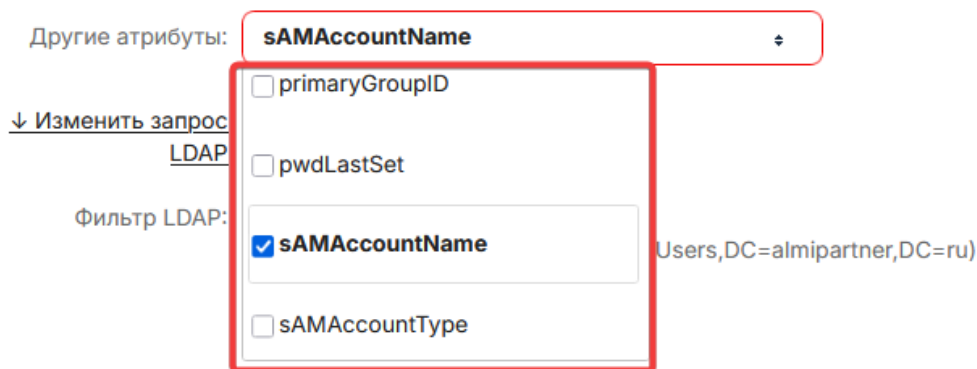 Другие атрибуты:
sAMAccountName
primaryGroupID
↓ Изменить запрос
LDAP
pwdLastSet
Фильтр LDAP:
sAMAccountName
Users,DC=almipartner,DC=ru)
sAMAccountType